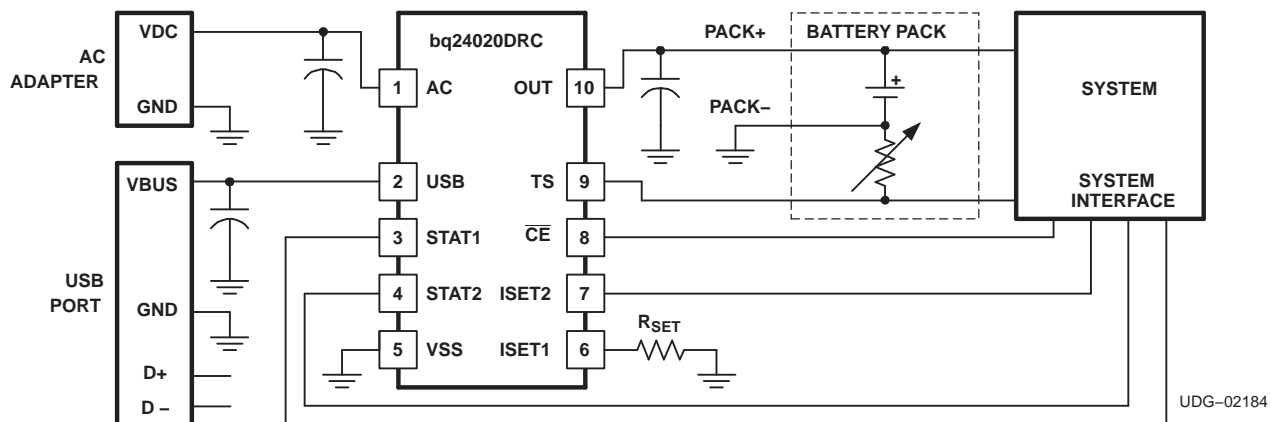 AC
ADAPTER
VDC
GND
bq24020DRC
1
AC
OUT
10
PACK+
PACK–
BATTERY PACK
+
SYSTEM
SYSTEM
INTERFACE
USB
PORT
VBUS
GND
D+
D –
2
USB
TS
9
3
STAT1
CE
8
4
STAT2
ISET2
7
5
VSS
ISET1
6
RSET
UDG–02184